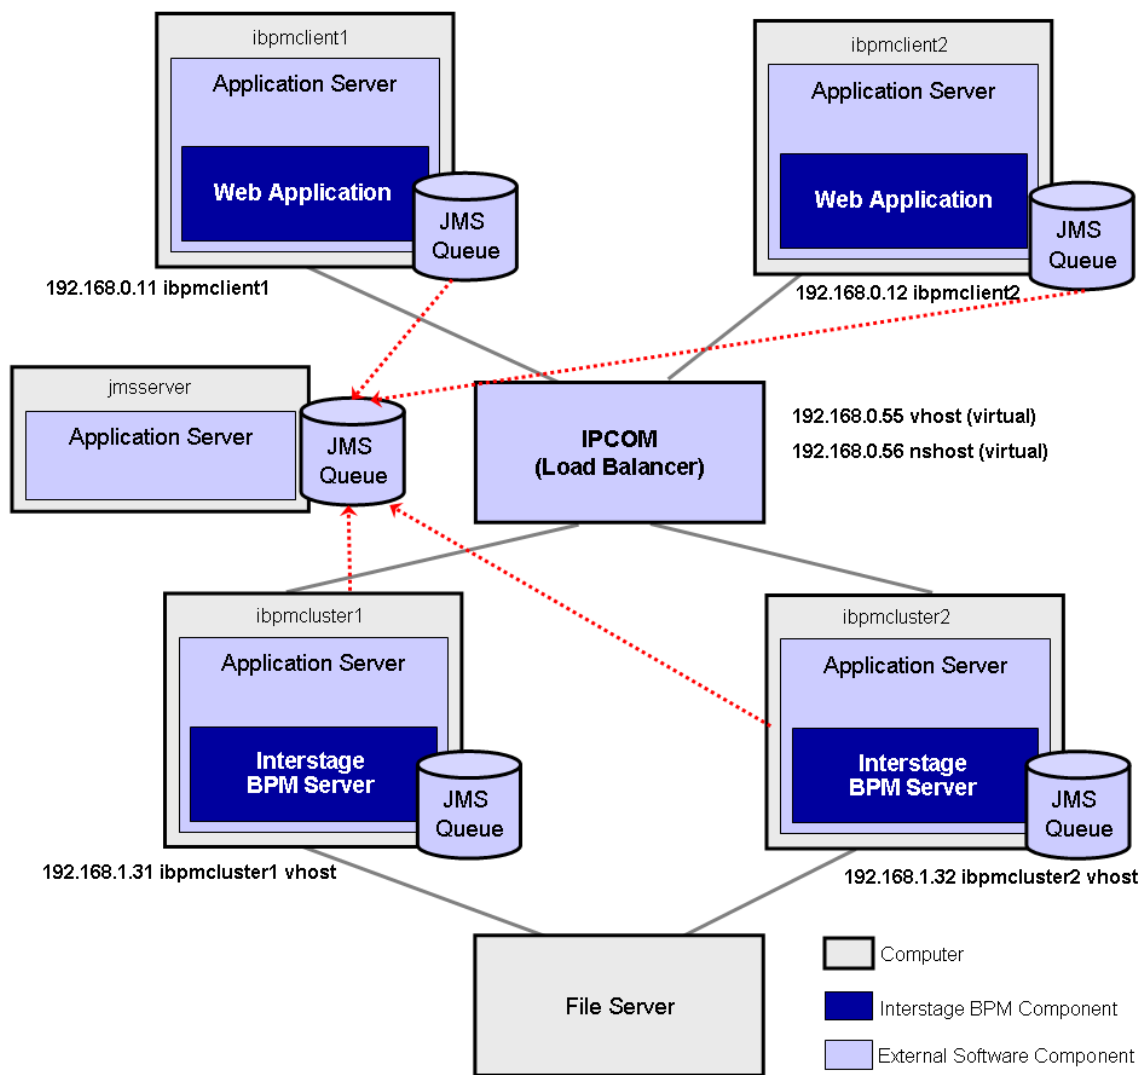 ibpmclient1
Application Server
Web Application
JMS
Queue
192.168.0.11 ibpmclient1
ibpmclient2
Application Server
Web Application
JMS
Queue
192.168.0.12 ibpmclient2
jmsserver
Application Server
JMS
Queue
IPCOM
(Load Balancer)
192.168.0.55 vhost (virtual)
192.168.0.56 nshost (virtual)
ibpmcluster1
Application Server
Interstage
BPM Server
JMS
Queue
192.168.1.31 ibpmcluster1 vhost
ibpmcluster2
Application Server
Interstage
BPM Server
JMS
Queue
192.168.1.32 ibpmcluster2 vhost
File Server
Computer
Interstage BPM Component
External Software Component